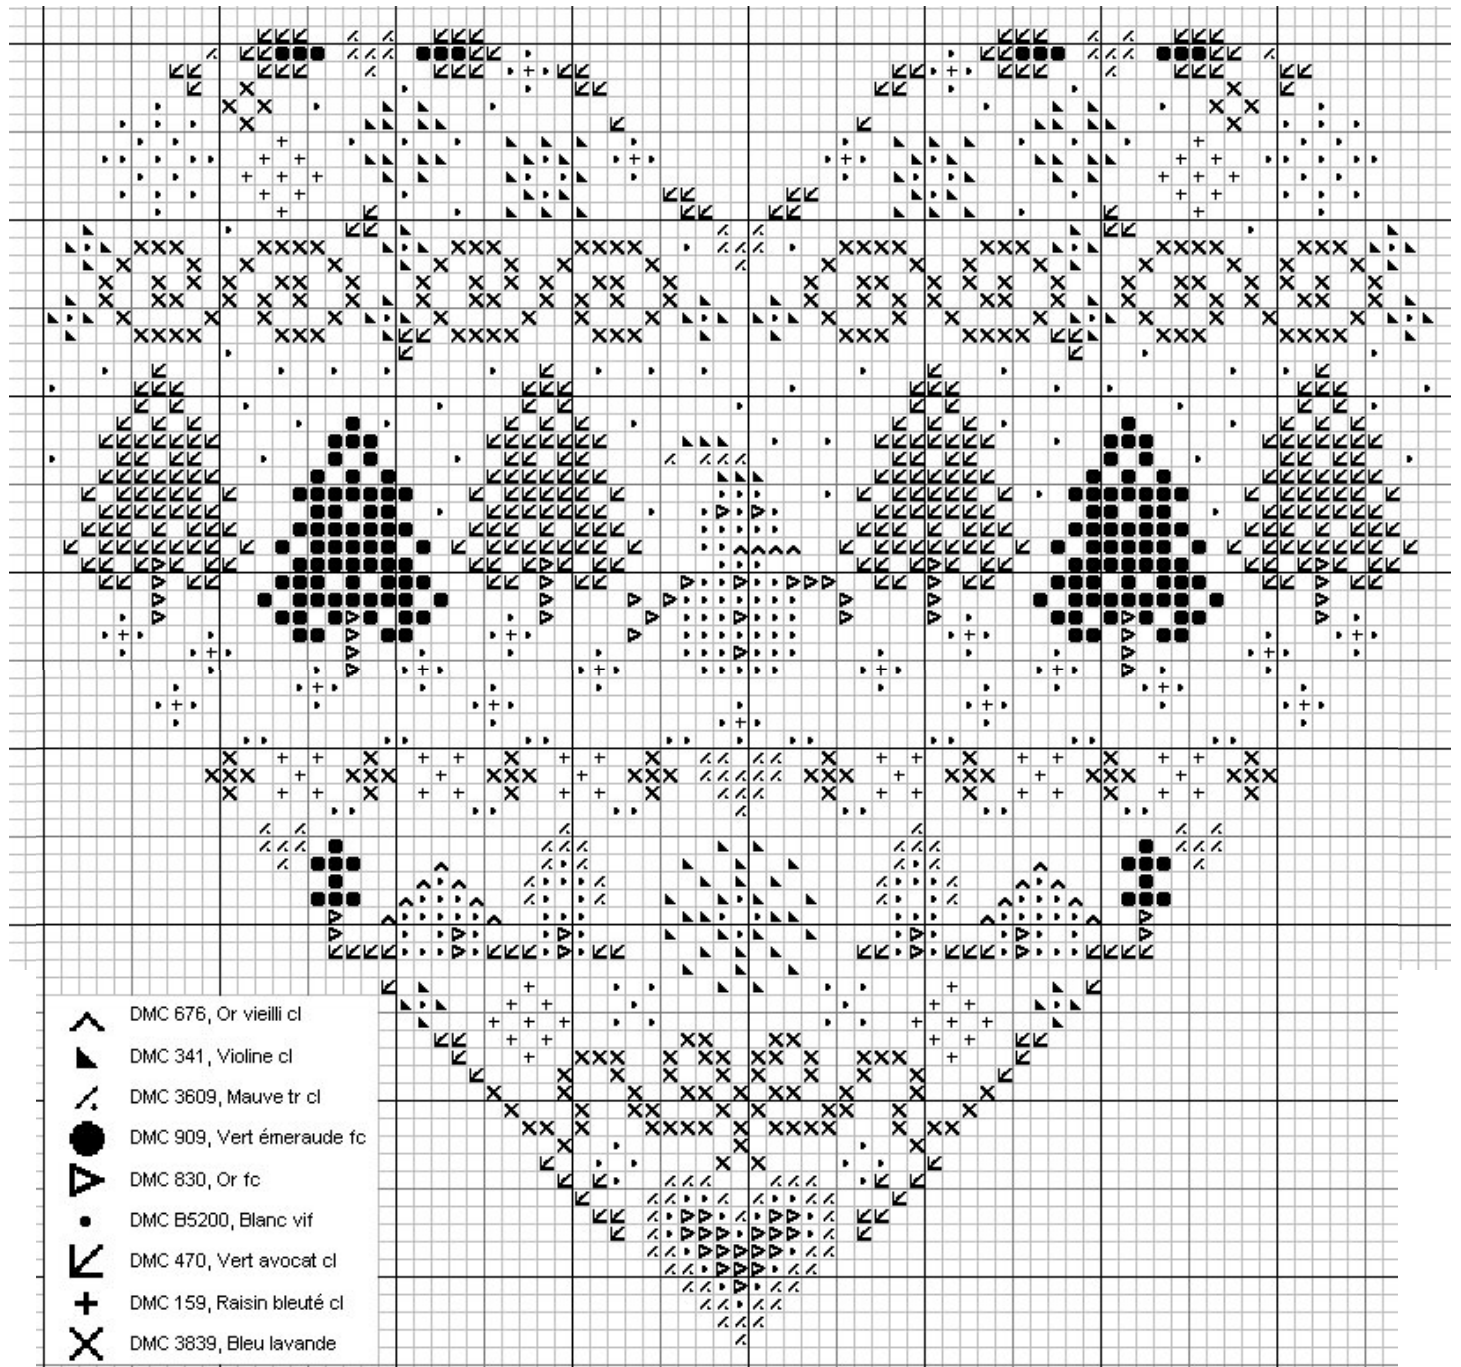 DMC 676, Or vieilli cl
DMC 341, Violine cl
DMC 3609, Mauve tr cl
DMC 909, Vert émeraude fc
DMC 830, Or fc
DMC B5200, Blanc vif
DMC 470, Vert avocat cl
DMC 159, Raisin bleuté cl
DMC 3839, Bleu lavande